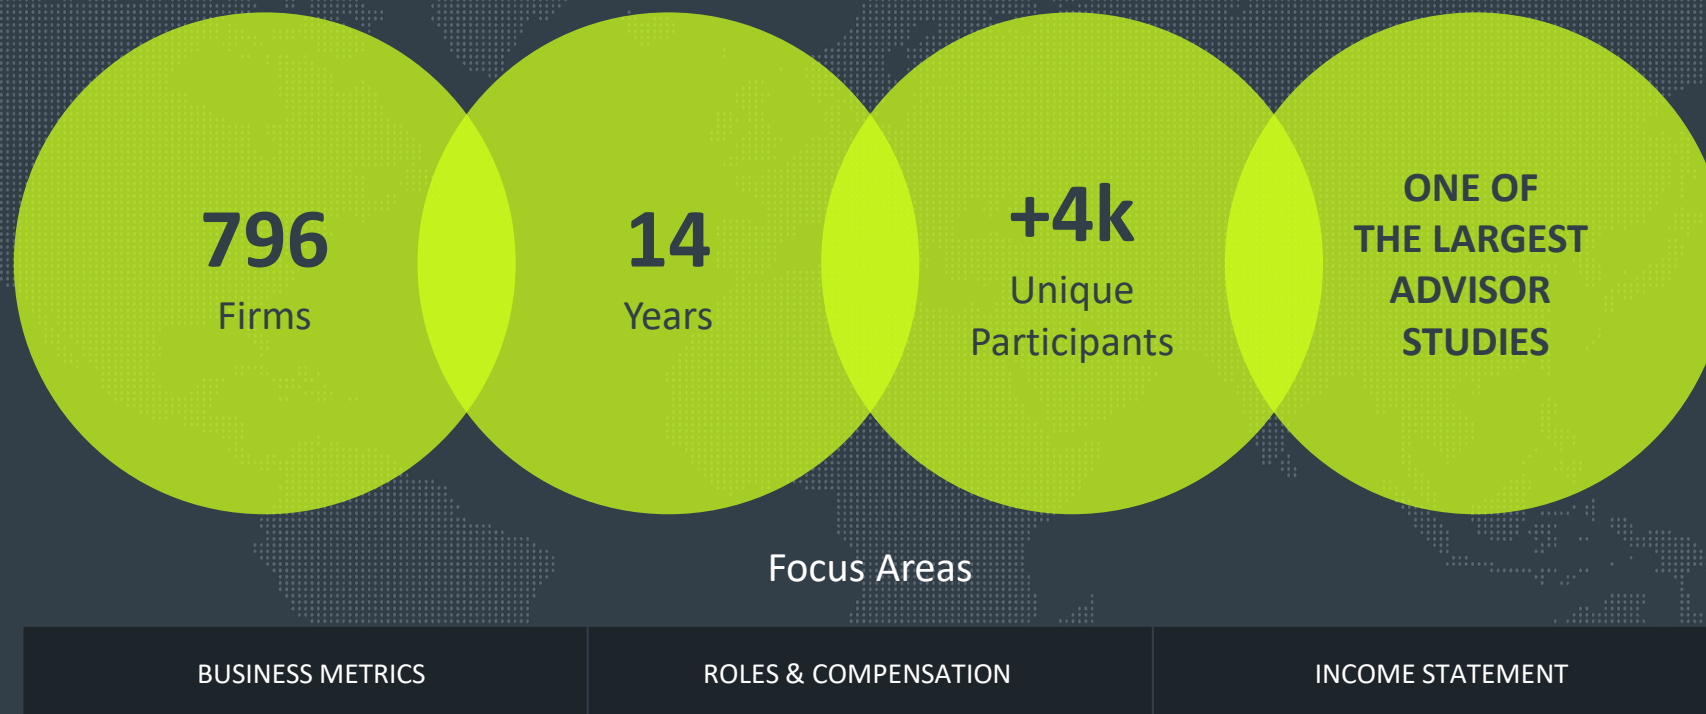 796
Firms
14
Years
+4k
Unique
Participants
ONE OF
THE LARGEST
ADVISOR
STUDIES
Focus Areas
BUSINESS METRICS
ROLES & COMPENSATION
INCOME STATEMENT